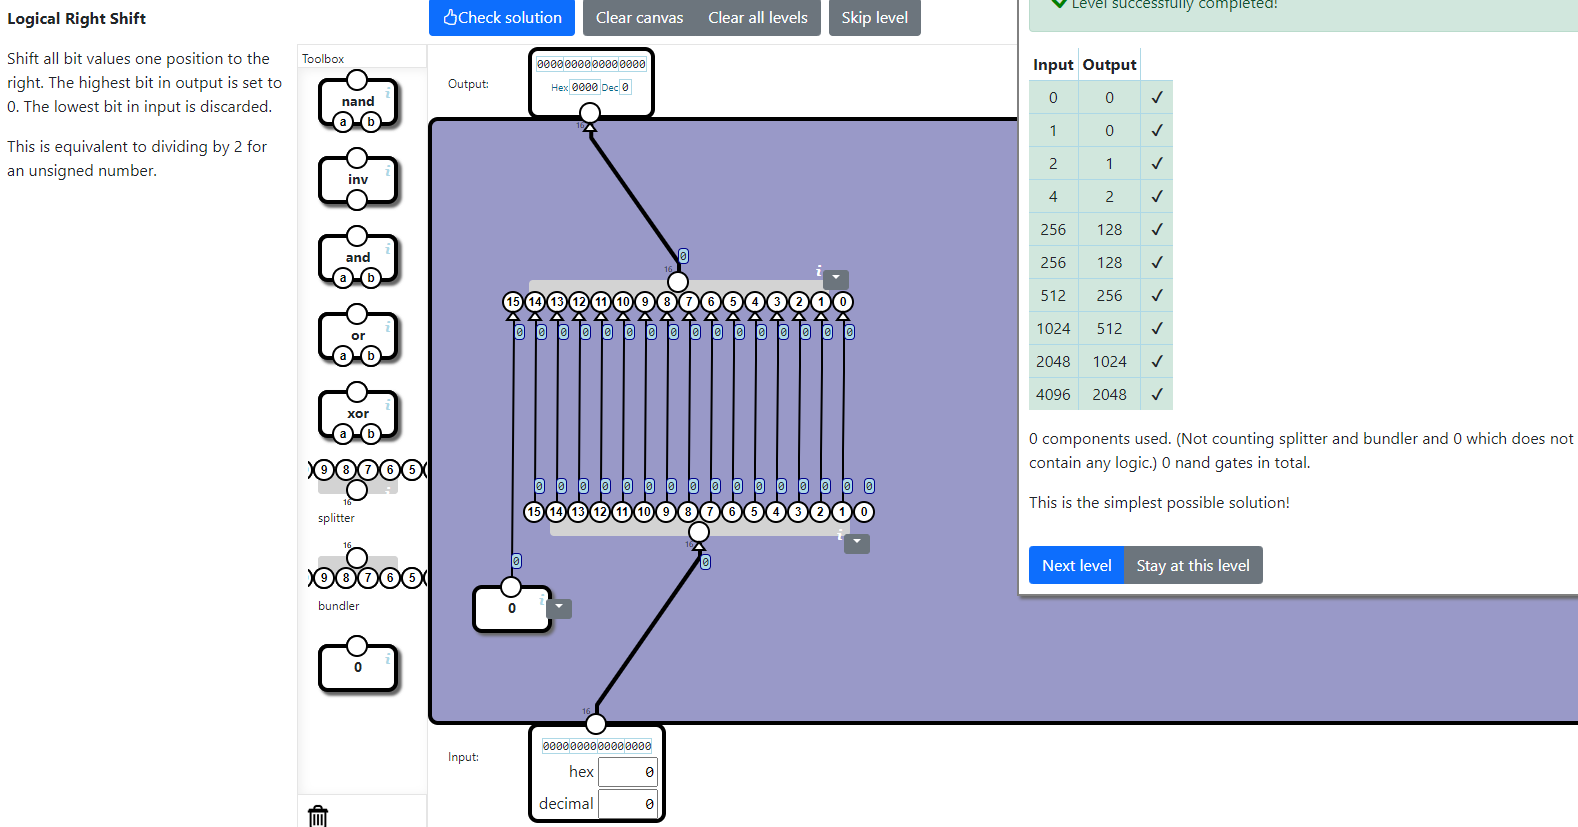 Logical Right Shift
Shift all bit values one position to the
right. The highest bit in output is set to
0. The lowest bit in input is discarded.
This is equivalent to dividing by 2 for
an unsigned number.
Check solution
Clear canvas
Clear all levels
Skip level
Toolbox
nand
i
a b
inv
i
and
i
a b
or
i
a b
xor
i
a b
9 8 7 6 5
i
16
splitter
16
9 8 7 6 5
bundler
0
i
Output:
0000000000000000
Hex 0000 Dec 0
16
0
16
i
15 14 13 12 11 10 9 8 7 6 5 4 3 2 1 0
0 0 0 0 0 0 0 0 0 0 0 0 0 0 0 0
0 0 0 0 0 0 0 0 0 0 0 0 0 0 0 0
15 14 13 12 11 10 9 8 7 6 5 4 3 2 1 0
16
i
0
0
0
i
16
Input:
0000000000000000
hex 0
decimal 0
Level successfully completed!
Input Output
0 0 ✓
1 0 ✓
2 1 ✓
4 2 ✓
256 128 ✓
256 128 ✓
512 256 ✓
1024 512 ✓
2048 1024 ✓
4096 2048 ✓
0 components used. (Not counting splitter and bundler and 0 which does not
contain any logic.) 0 nand gates in total.
This is the simplest possible solution!
Next level
Stay at this level